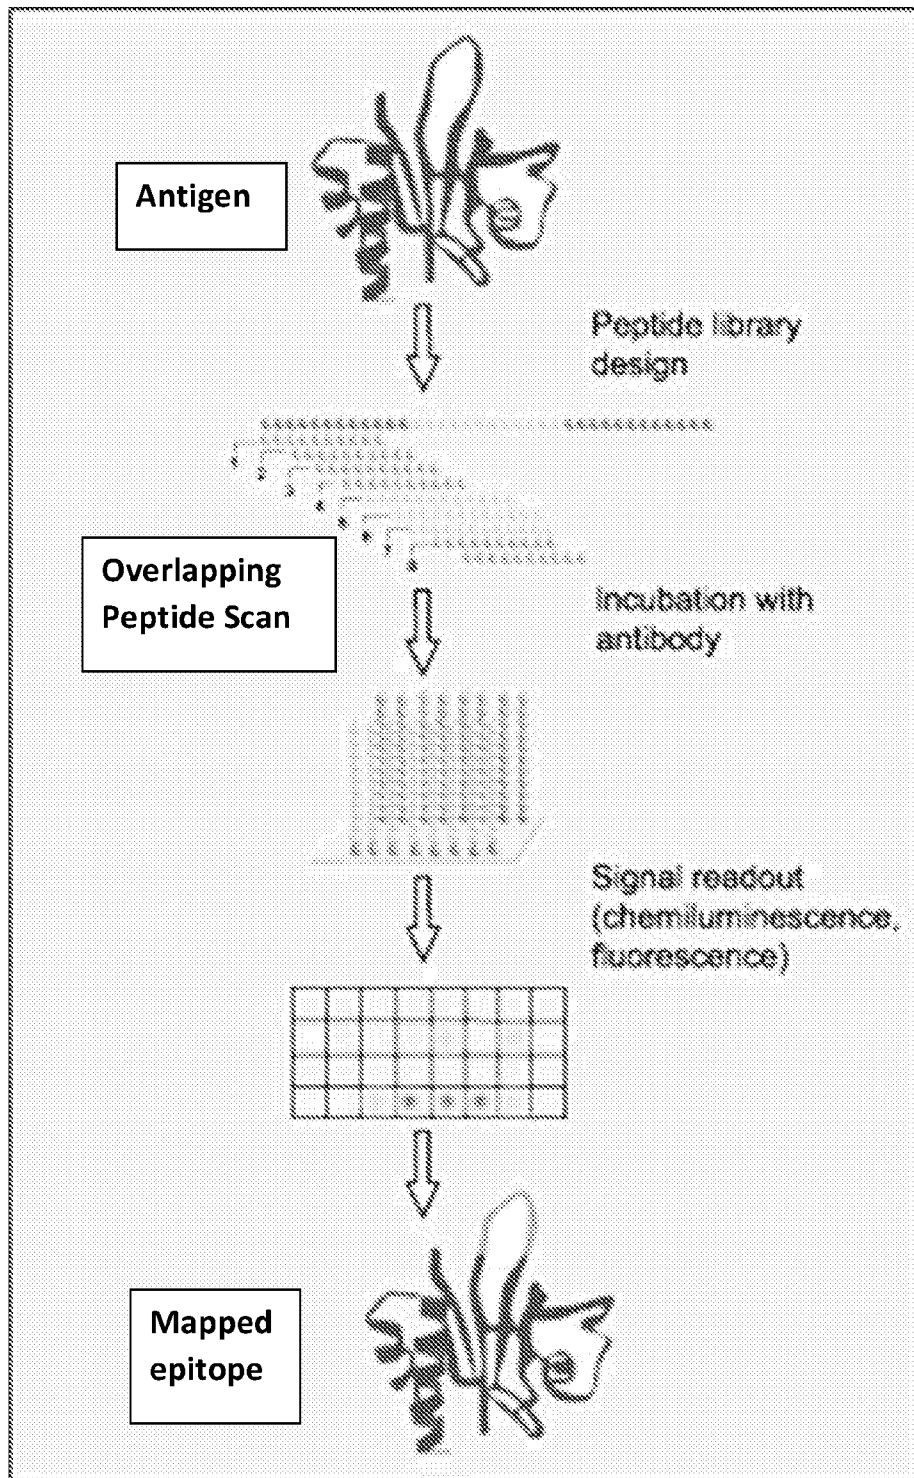 Antigen
Peptide library
design
Overlapping
Peptide Scan
Incubation with
antibody
Signal readout
(chemiluminescence,
fluorescence)
Mapped
epitope